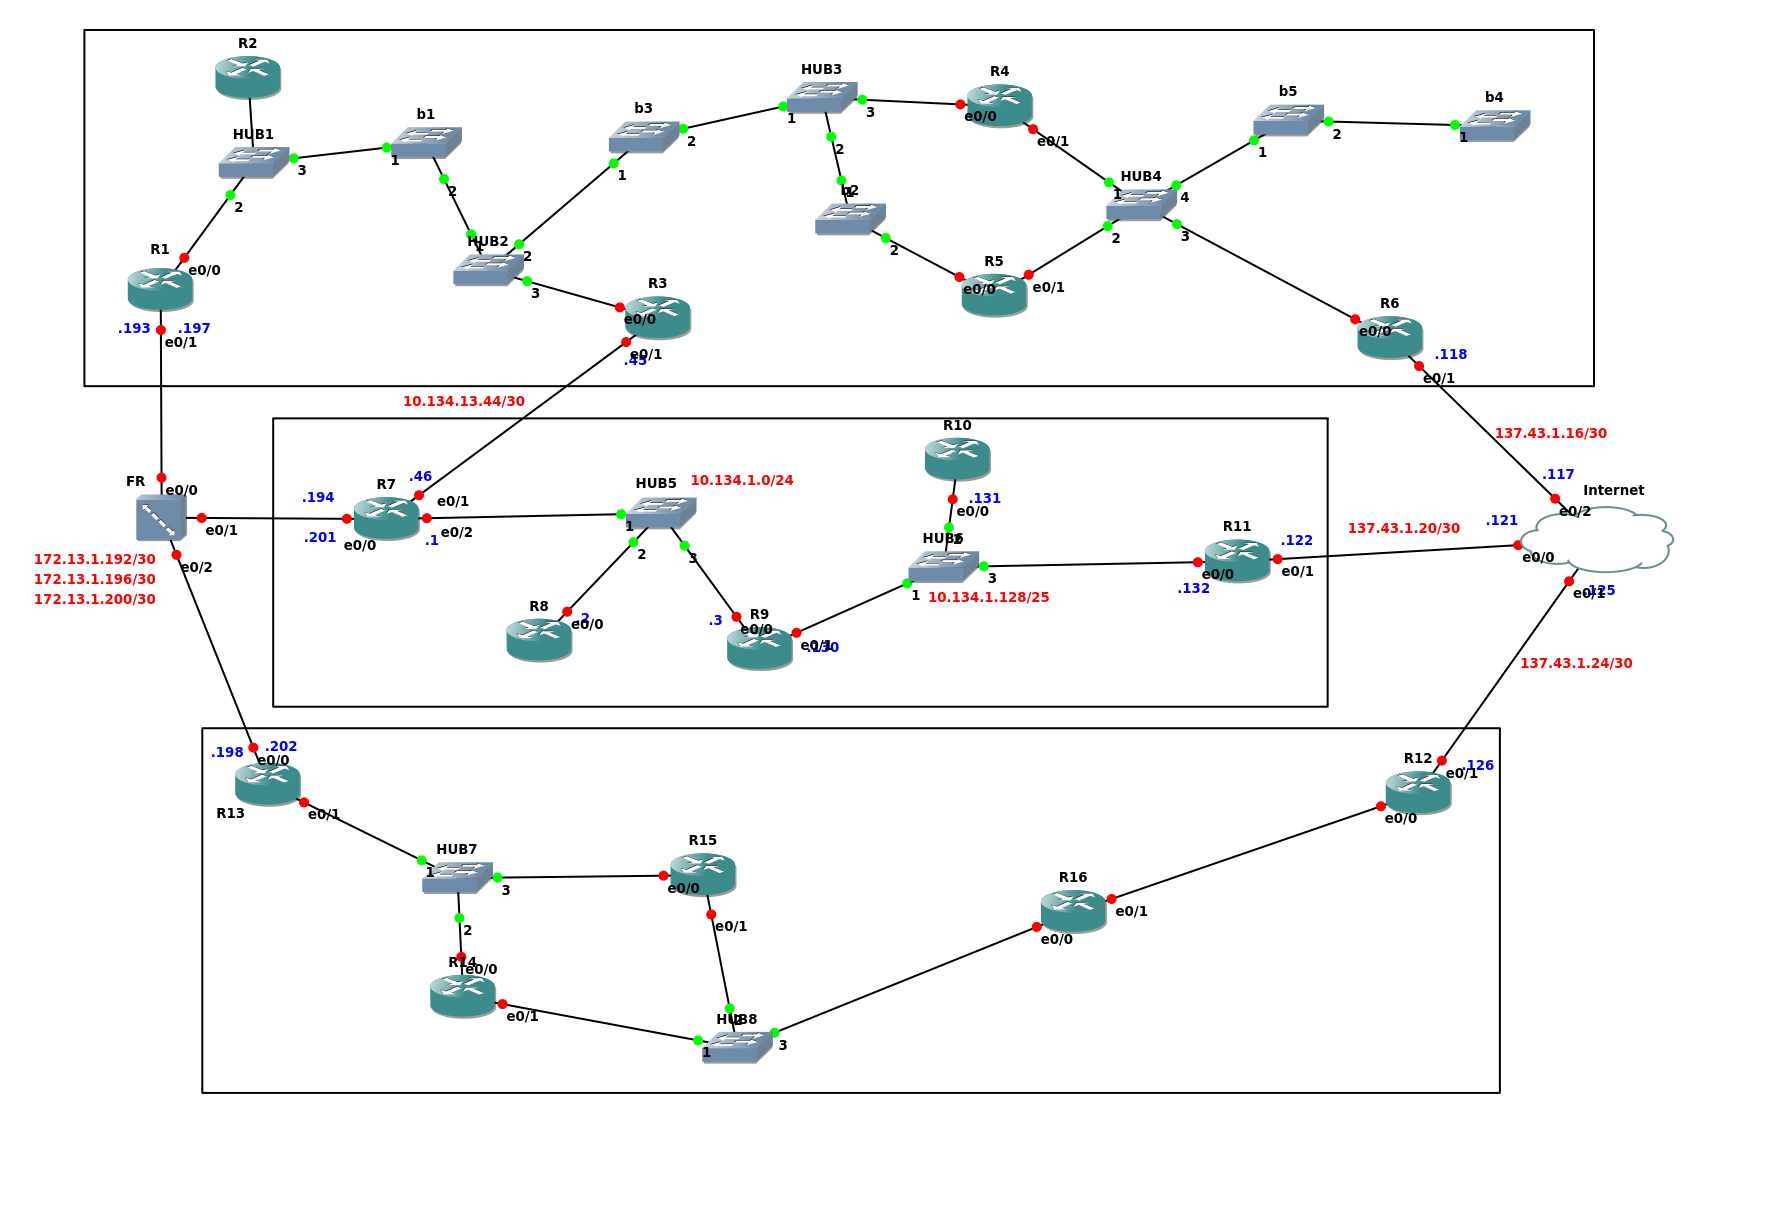 R2
HUB1
3
2
b1
1
2
R1
e0/0
.193
.197
e0/1
HUB2
1
2
3
b3
1
2
HUB3
1
2
3
b2
1
2
R3
e0/0
e0/1
.45
R4
e0/0
e0/1
R5
e0/0
e0/1
HUB4
1
2
3
4
b5
1
2
b4
1
R6
e0/0
e0/1
.118
10.134.13.44/30
137.43.1.16/30
.117
Internet
e0/2
.121
e0/0
e0/1
.125
137.43.1.20/30
137.43.1.24/30
FR
e0/0
e0/1
e0/2
172.13.1.192/30
172.13.1.196/30
172.13.1.200/30
.194
.201
R7
e0/0
.46
e0/1
e0/2
.1
HUB5
1
2
3
10.134.1.0/24
R8
.2
e0/0
R9
.3
e0/0
e0/1
.130
R10
.131
e0/0
HUB6
2
1
3
10.134.1.128/25
R11
e0/0
.132
.122
e0/1
.198
.202
e0/0
R13
e0/1
HUB7
1
2
3
R14
e0/0
e0/1
R15
e0/0
e0/1
HUB8
1
2
3
R16
e0/0
e0/1
R12
e0/0
e0/1
.126